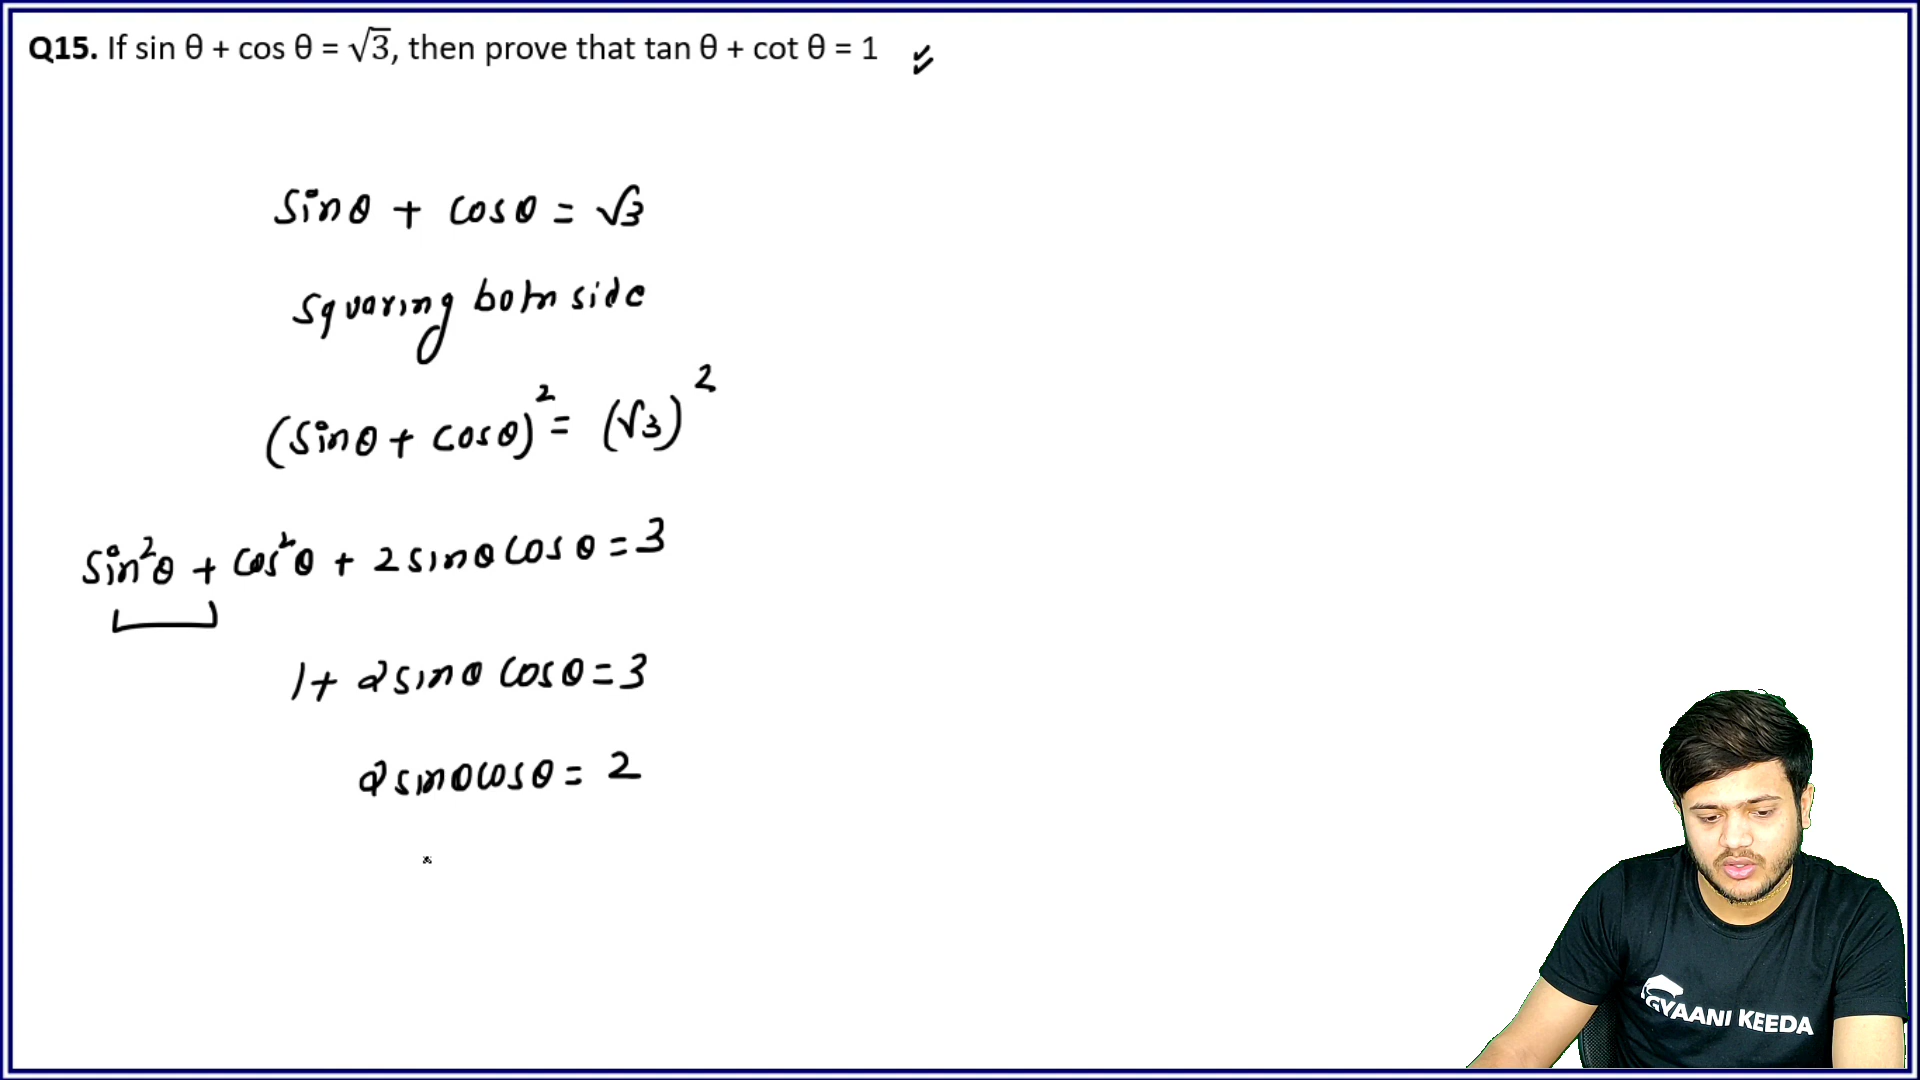 Q15. If sin θ + cos θ = √3, then prove that tan θ + cot θ = 1
sinθ + cosθ = √3
squaring both side
(sinθ + cosθ)² = (√3)²
sin²θ + cos²θ + 2sinθcosθ = 3
1 + 2sinθ cosθ = 3
2sinθcosθ = 2
GYAANI KEEDA